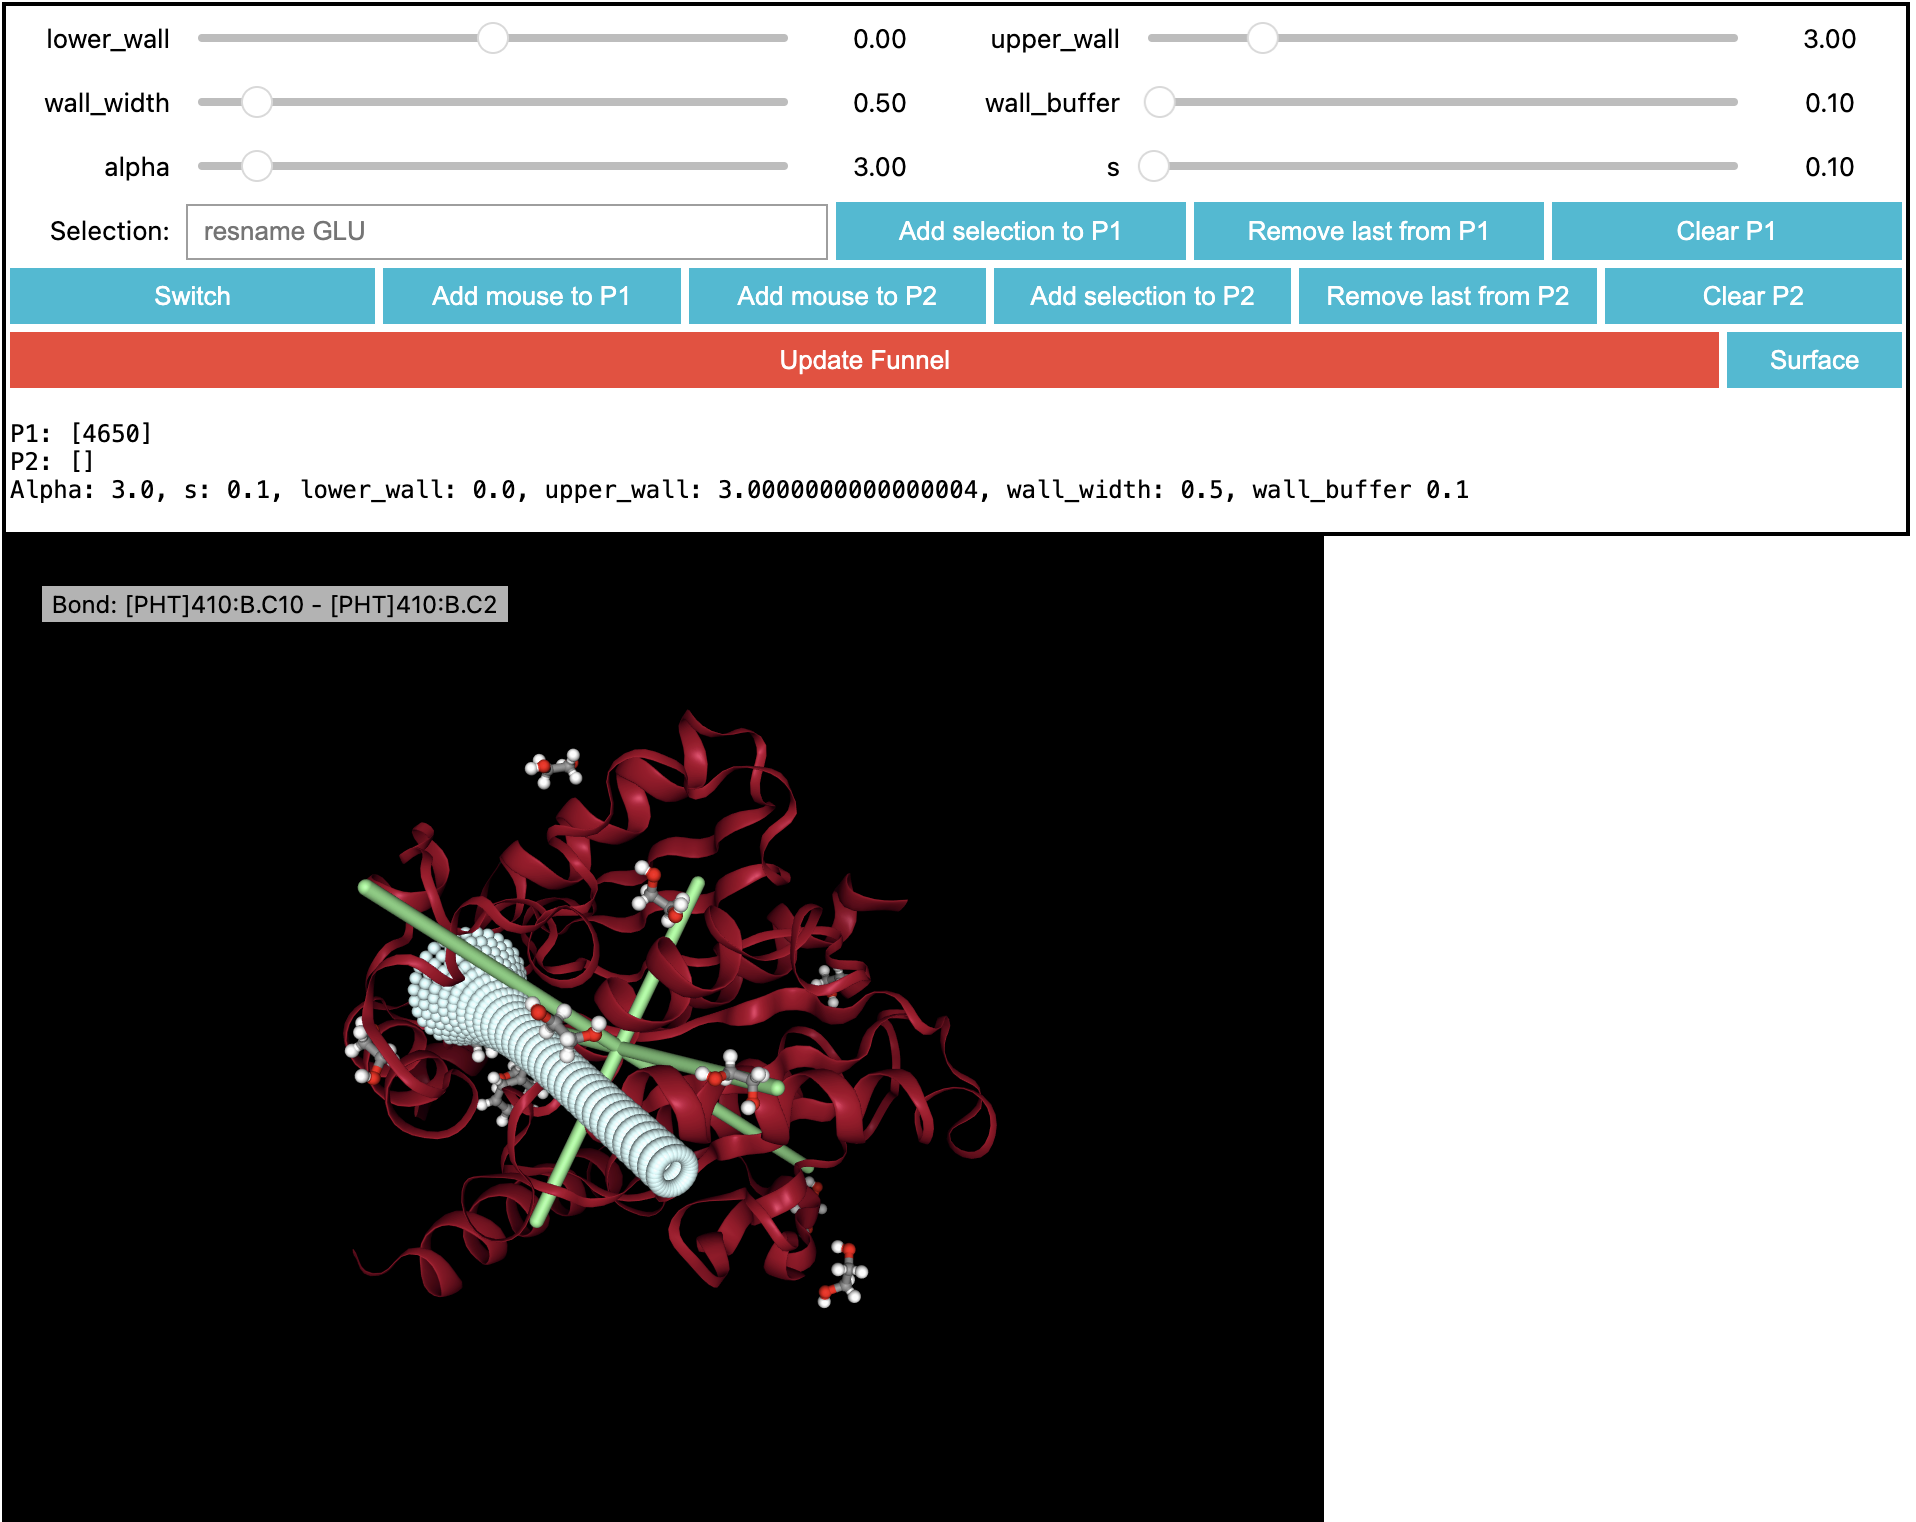 lower_wall 0.00 upper_wall 3.00
wall_width 0.50 wall_buffer 0.10
alpha 3.00 s 0.10
Selection: resname GLU Add selection to P1 Remove last from P1 Clear P1
Switch Add mouse to P1 Add mouse to P2 Add selection to P2 Remove last from P2 Clear P2
Update Funnel Surface
P1: [4650]
P2: []
Alpha: 3.0, s: 0.1, lower_wall: 0.0, upper_wall: 3.0000000000000004, wall_width: 0.5, wall_buffer 0.1
Bond: [PHT]410:B.C10 - [PHT]410:B.C2